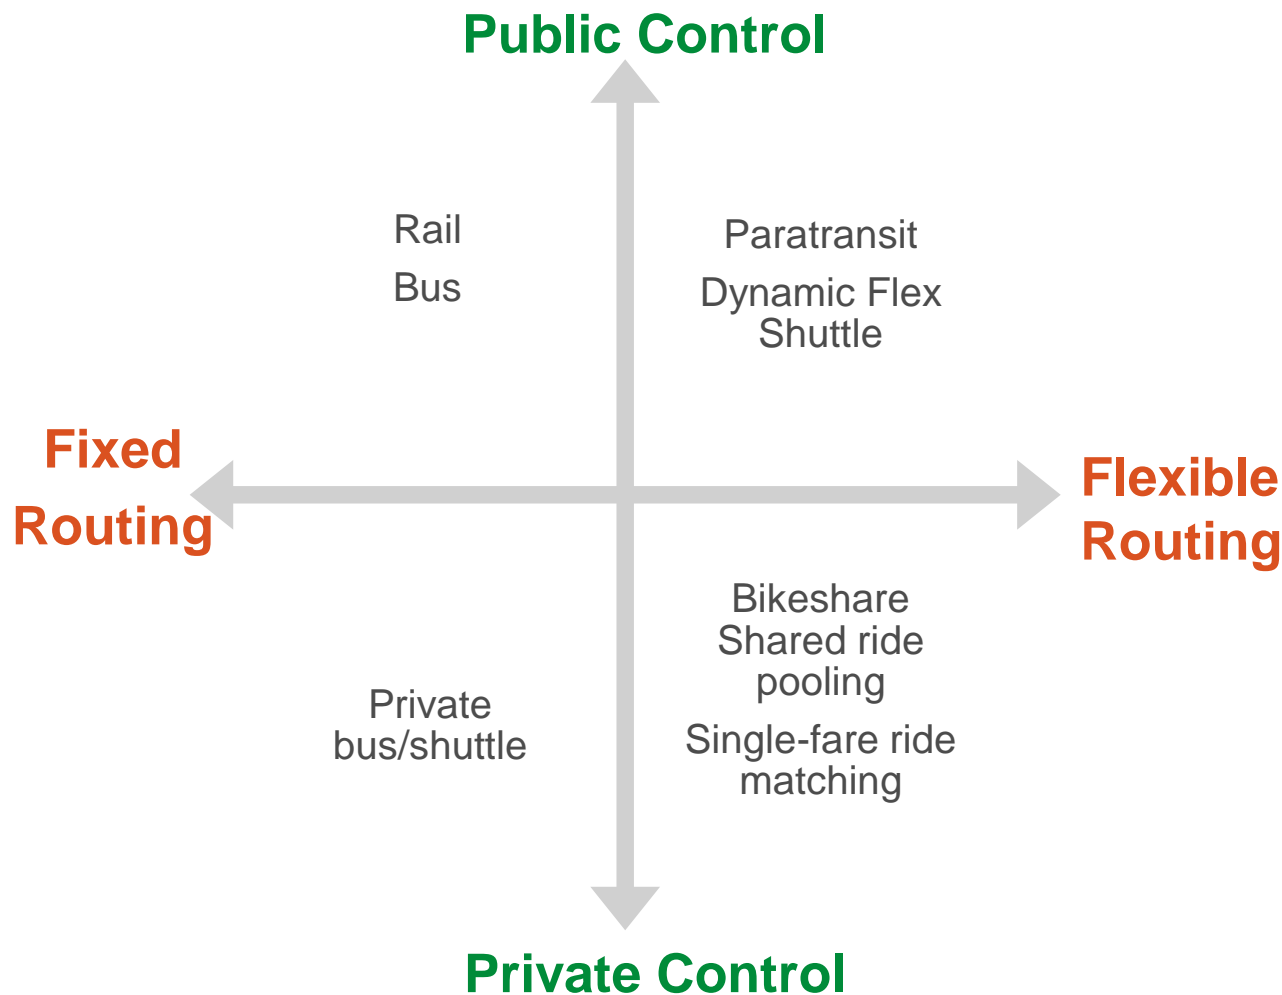 Public Control
Rail
Bus
Paratransit
Dynamic Flex
Shuttle
Fixed
Routing
Flexible
Routing
Private
bus/shuttle
Bikeshare
Shared ride
pooling
Single-fare ride
matching
Private Control